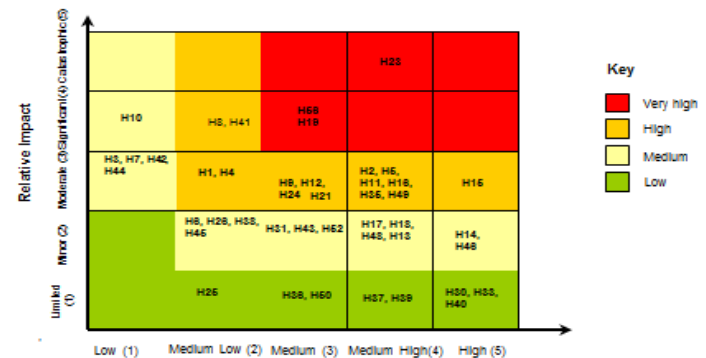 Catastrophic (5)
H23
Key
Very high
High
Medium
Low
Relative Impact
Significant (4)
H10
H8, H41
H56
H19
Moderate (3)
H3, H7, H42,
H44
H1, H4
H9, H12,
H24 H21
H2, H5,
H11, H16,
H35, H49
H15
Minor (2)
H6, H26, H38,
H45
H31, H43, H52
H17, H18,
H48, H13
H14,
H46
Limited
(1)
H25
H36, H50
H37, H39
H30, H33,
H40
Low (1) Medium Low (2) Medium (3) Medium High(4) High (5)